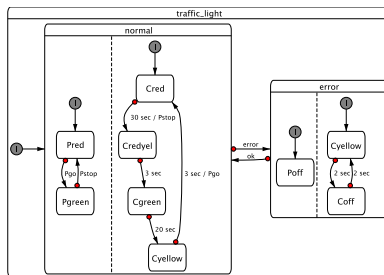 traffic_light
normal
I
Cred
30 sec / Pstop
I
Pred
Credyel
Pgo
Pstop
3 sec
3 sec / Pgo
Pgreen
Cgreen
20 sec
Cyellow
I
error
ok
error
I
I
Poff
Cyellow
2 sec
2 sec
Coff